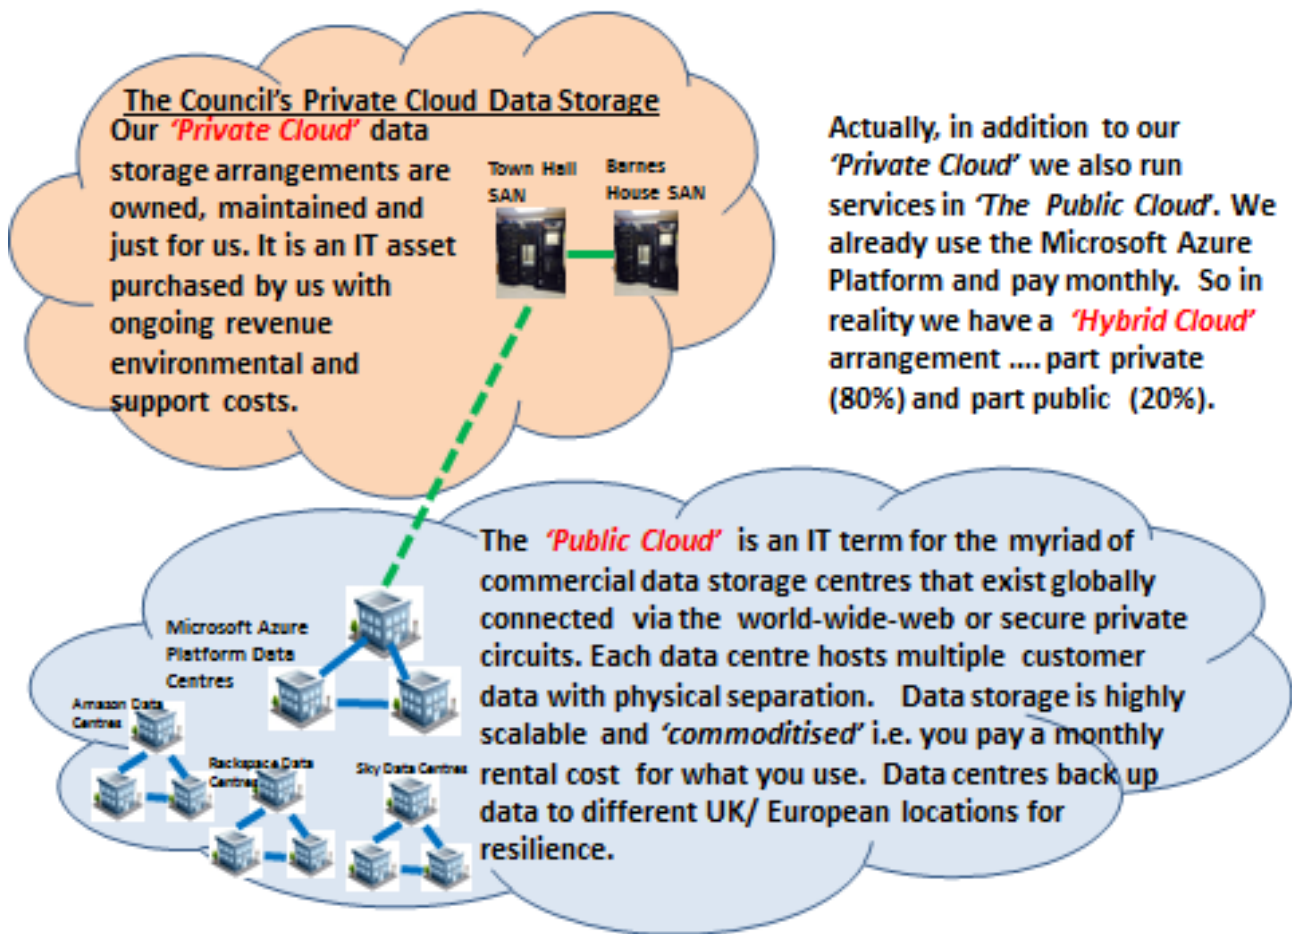 The Council's Private Cloud Data Storage
Our 'Private Cloud' data
storage arrangements are
owned, maintained and
just for us. It is an IT asset
purchased by us with
ongoing revenue
environmental and
support costs.
Town Hall
SAN
Barnes
House SAN
Actually, in addition to our
'Private Cloud' we also run
services in 'The Public Cloud'. We
already use the Microsoft Azure
Platform and pay monthly. So in
reality we have a 'Hybrid Cloud'
arrangement .... part private
(80%) and part public (20%).
The 'Public Cloud' is an IT term for the myriad of
commercial data storage centres that exist globally
connected via the world-wide-web or secure private
circuits. Each data centre hosts multiple customer
data with physical separation. Data storage is highly
scalable and 'commoditised' i.e. you pay a monthly
rental cost for what you use. Data centres back up
data to different UK/ European locations for
resilience.
Microsoft Azure
Platform Data
Centres
Amazon Data
Centres
Rackspace Data
Centres
Sky Data Centres